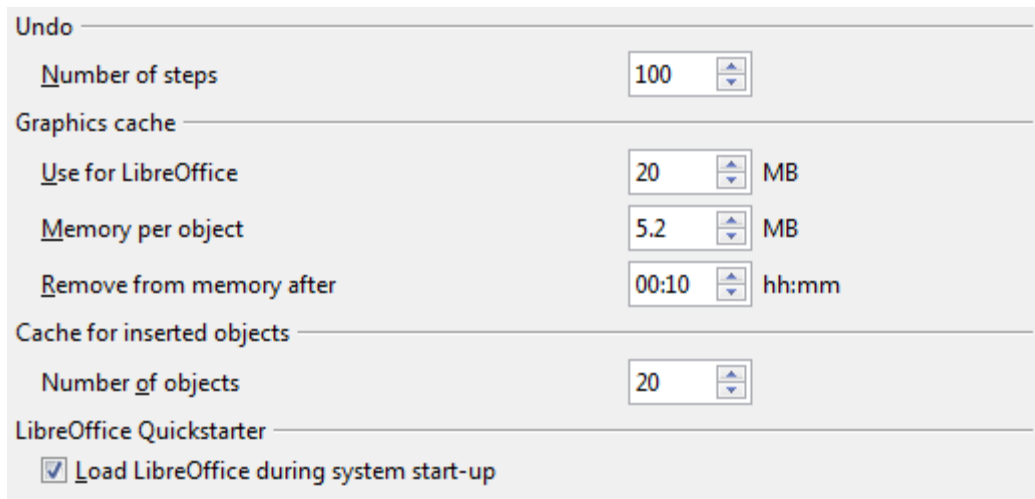 Undo
Number of steps 100
Graphics cache
Use for LibreOffice 20 MB
Memory per object 5.2 MB
Remove from memory after 00:10 hh:mm
Cache for inserted objects
Number of objects 20
LibreOffice Quickstarter
Load LibreOffice during system start-up